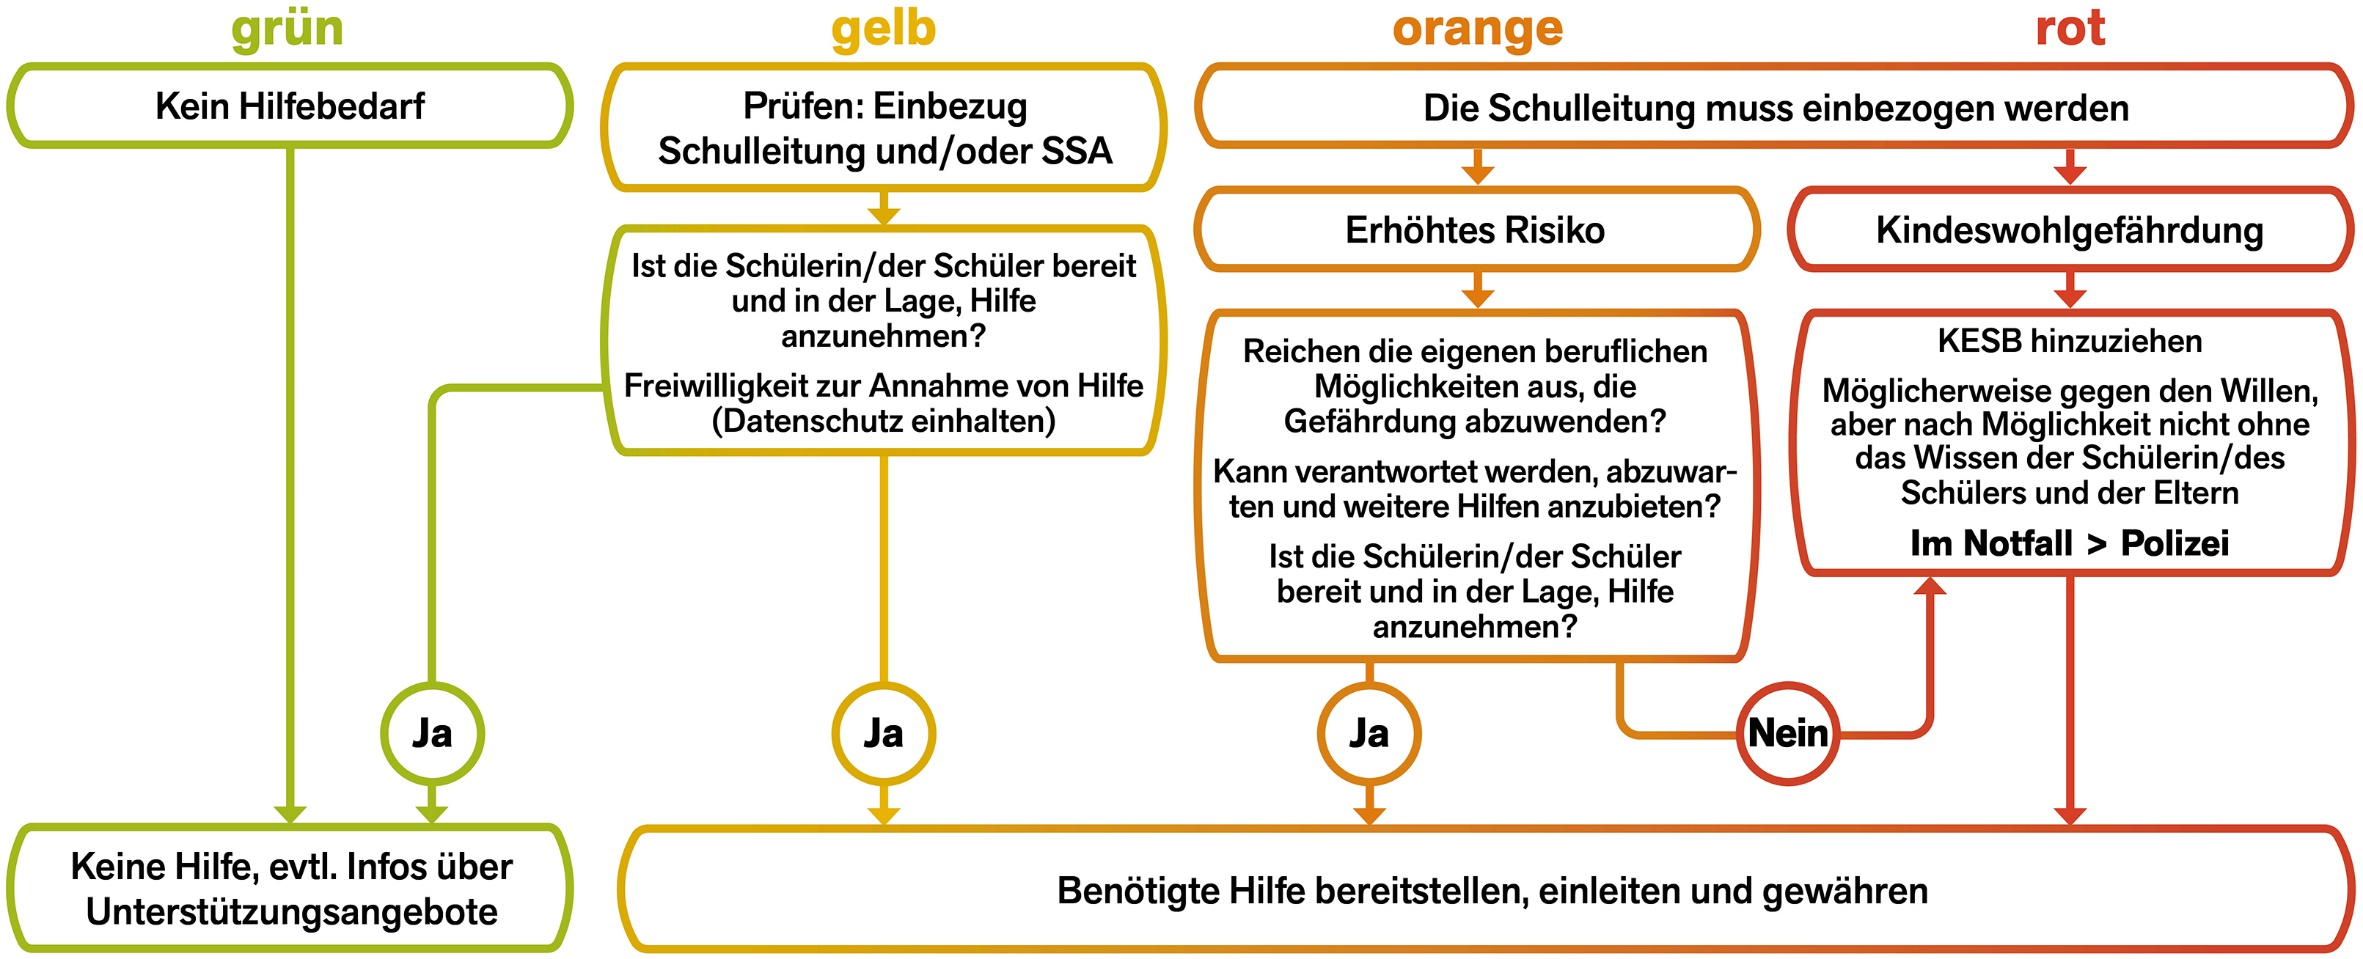 grün
Kein Hilfebedarf
gelb
Prüfen: Einbezug
Schulleitung und/oder SSA
Ist die Schülerin/der Schüler bereit
und in der Lage, Hilfe
anzunehmen?
Freiwilligkeit zur Annahme von Hilfe
(Datenschutz einhalten)
orange
rot
Die Schulleitung muss einbezogen werden
Erhöhtes Risiko
Reichen die eigenen beruflichen
Möglichkeiten aus, die
Gefährdung abzuwenden?
Kann verantwortet werden, abzuwar-
ten und weitere Hilfen anzubieten?
Ist die Schülerin/der Schüler
bereit und in der Lage, Hilfe
anzunehmen?
Kindeswohlgefährdung
KESB hinzuziehen
Möglicherweise gegen den Willen,
aber nach Möglichkeit nicht ohne
das Wissen der Schülerin/des
Schülers und der Eltern
Im Notfall > Polizei
Ja
Ja
Ja
Nein
Keine Hilfe, evtl. Infos über
Unterstützungsangebote
Benötigte Hilfe bereitstellen, einleiten und gewähren